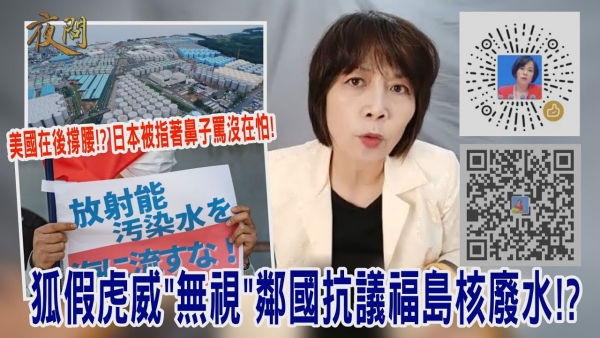 夜問
美國在後撐腰!?日本被指著鼻子罵沒在怕!
放射能
汚染水を
海に流すな!
狐假虎威"無視"鄰國抗議福島核廢水!?